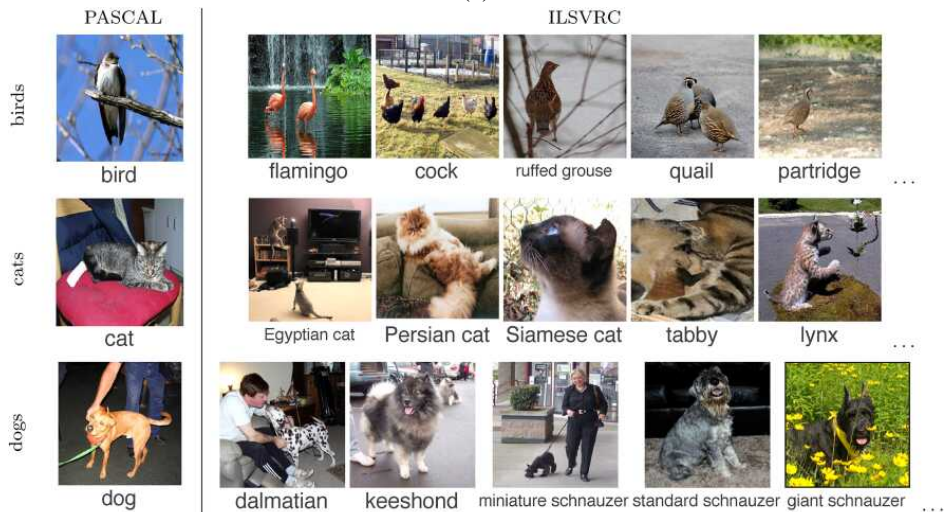 PASCAL ILSVRC
birds
bird flamingo cock ruffed grouse quail partridge ...
cats
cat Egyptian cat Persian cat Siamese cat tabby lynx ...
dogs
dog dalmatian keeshond miniature schnauzer standard schnauzer giant schnauzer ...